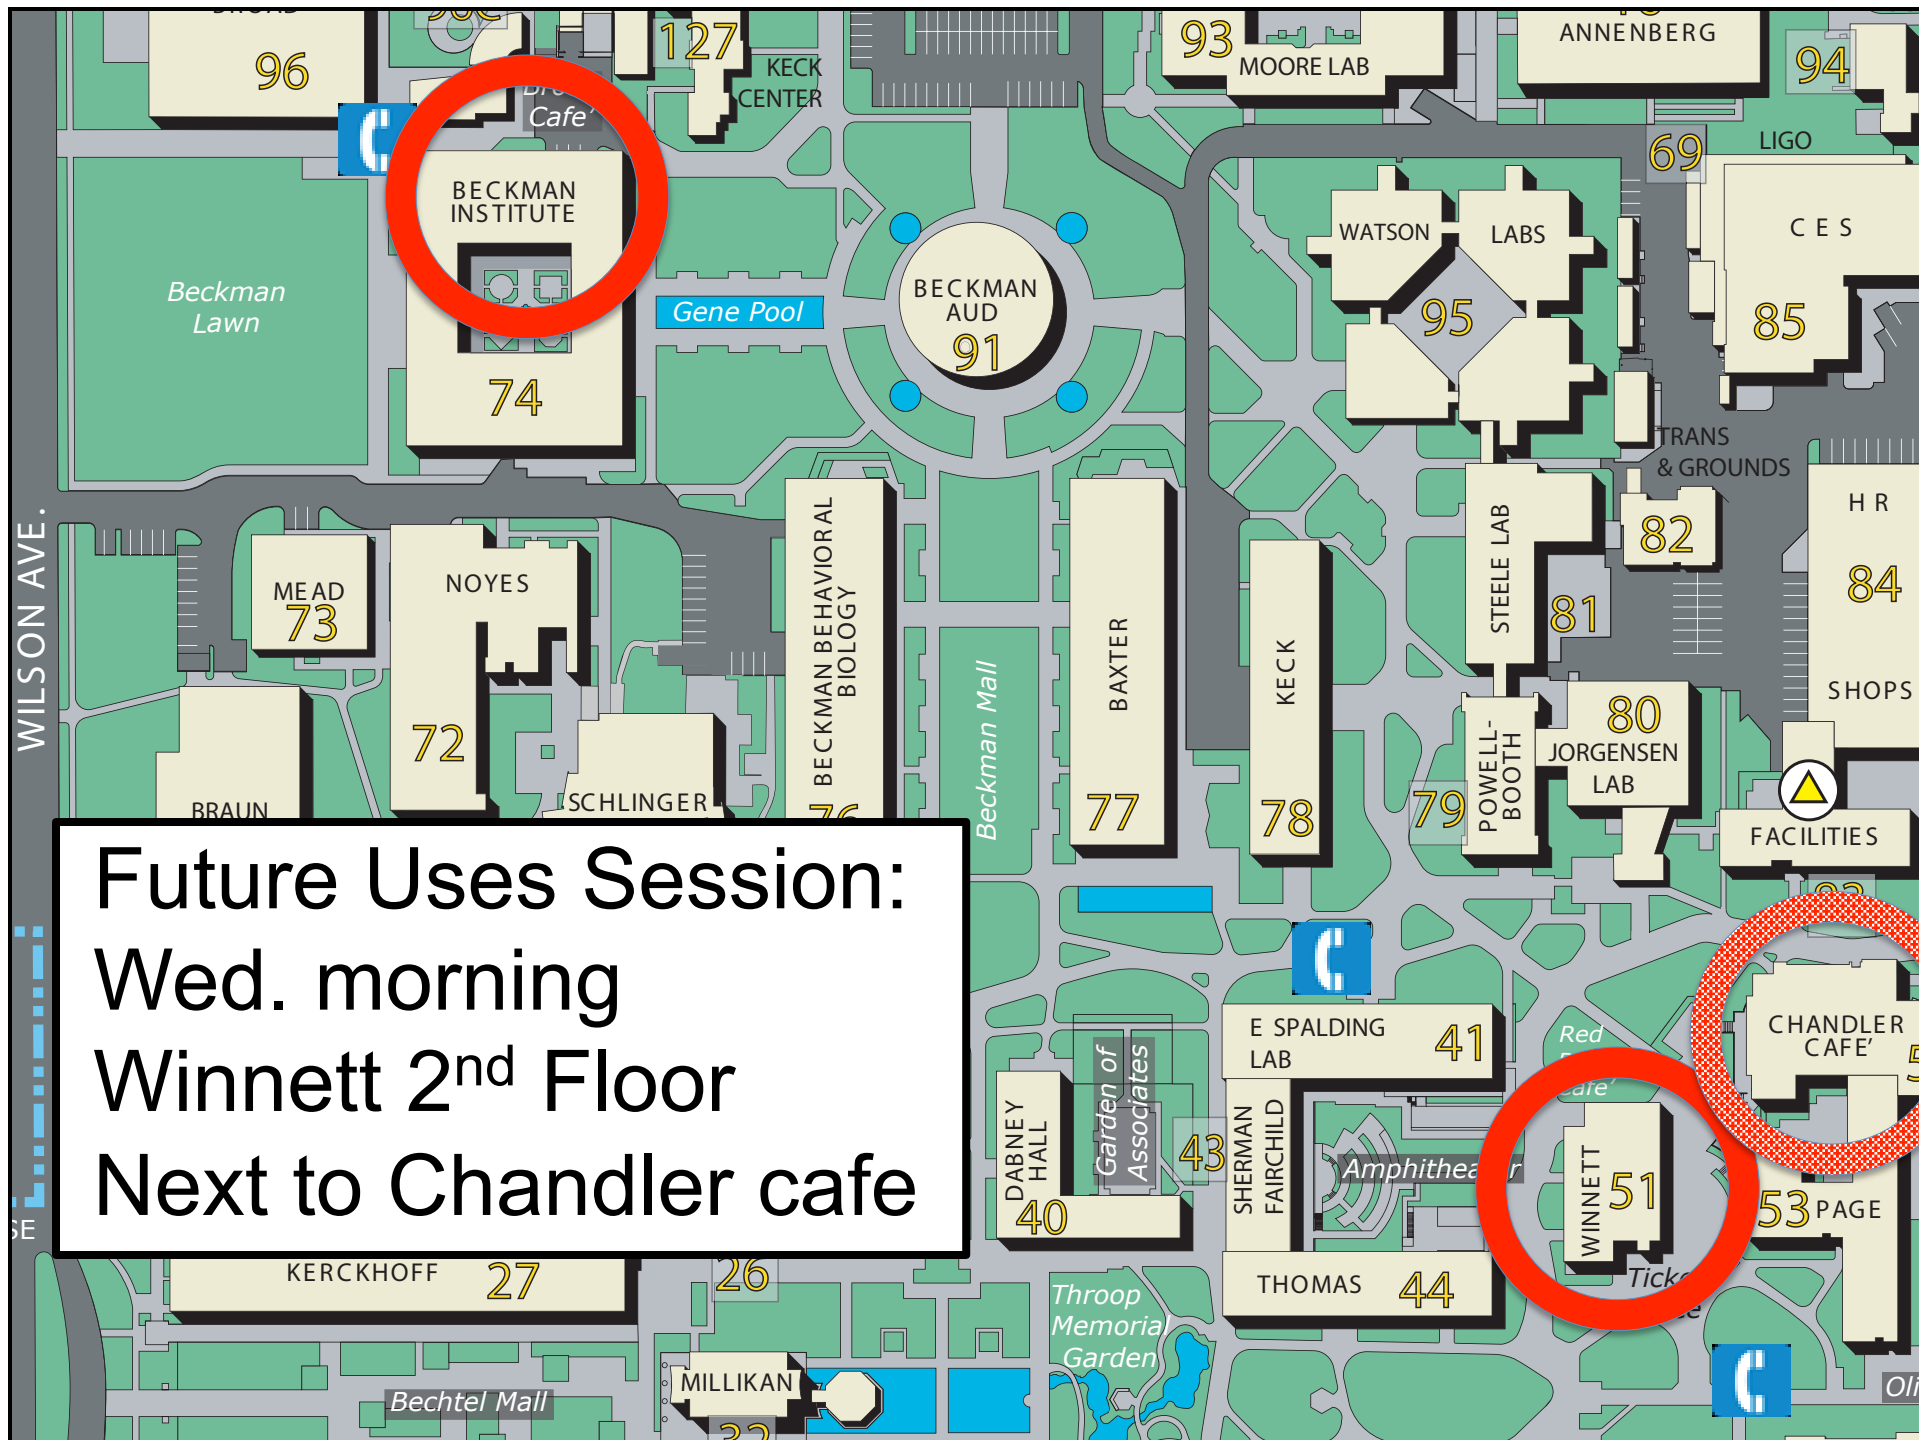 96
127
KECK
CENTER
93
MOORE LAB
ANNENBERG
94
Cafe'
69
LIGO
BECKMAN
INSTITUTE
74
Beckman
Lawn
Gene Pool
BECKMAN
AUD
91
WATSON
LABS
95
CES
85
TRANS
& GROUNDS
WILSON AVE.
MEAD
73
NOYES
72
BECKMAN BEHAVIORAL
BIOLOGY
76
Beckman Mall
BAXTER
77
KECK
78
STEELE LAB
81
82
HR
84
SHOPS
BRAUN
SCHLINGER
79
POWELL-
BOOTH
80
JORGENSEN
LAB
FACILITIES
Future Uses Session:
Wed. morning
Winnett 2nd Floor
Next to Chandler cafe
CHANDLER
CAFE'
E SPALDING
LAB
41
Red
DABNEY
HALL
40
Garden of
Associates
43
SHERMAN
FAIRCHILD
Amphitheater
WINNETT
51
53
PAGE
THOMAS
44
KERCKHOFF
27
26
Throop
Memorial
Garden
MILLIKAN
32
Bechtel Mall